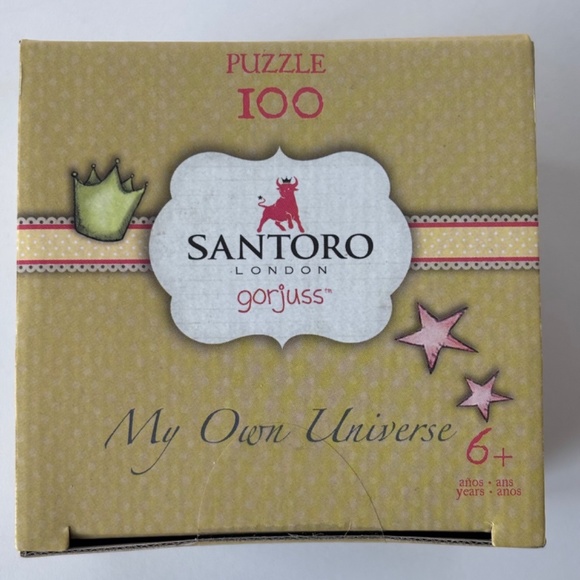 PUZZLE
100
SANTORO
LONDON
gorjuss™
My Own Universe
6+
años • ans
years • anos